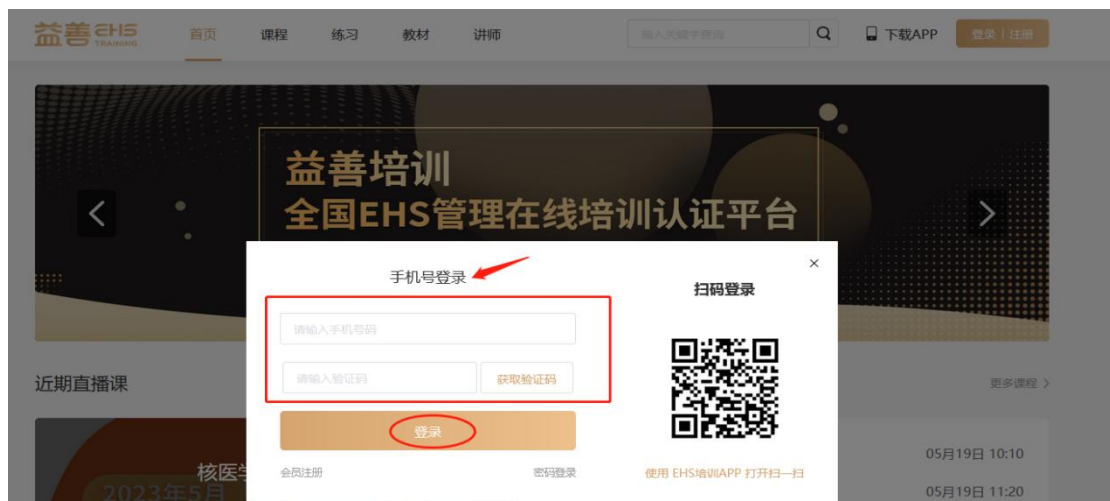 益善 EHS TRAINING 首页 课程 练习 教材 讲师 输入关键字查询 下载APP 登录 | 注册
益善培训
全国EHS管理在线培训认证平台
手机号登录
×
扫码登录
请输入手机号码
请输入验证码 获取验证码
登录
会员注册 密码登录
使用 EHS培训APP 打开扫一扫
近期直播课 更多课程
核医学
2023年5月
05月19日 10:10
05月19日 11:20